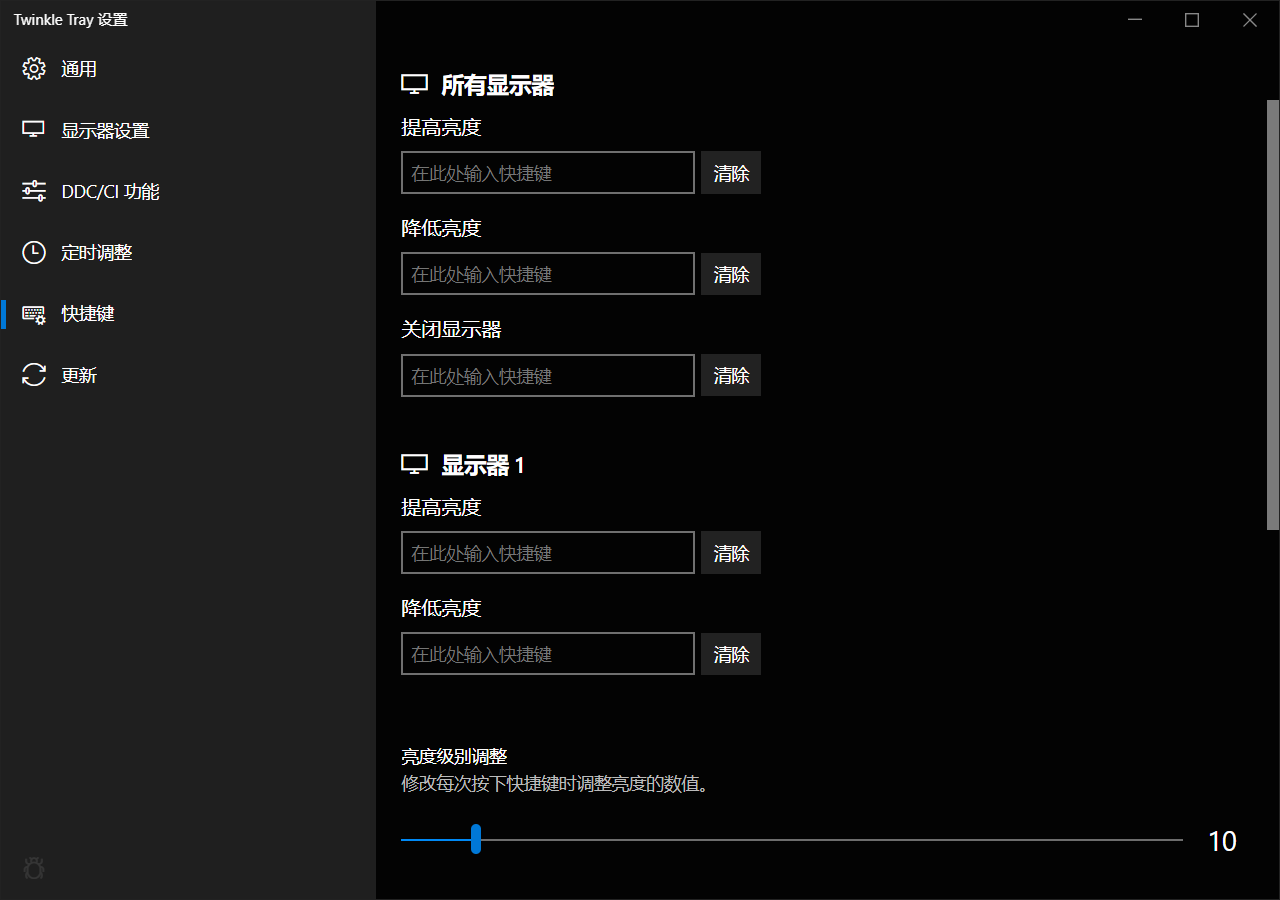 Twinkle Tray 设置
通用
显示器设置
DDC/CI 功能
定时调整
快捷键
更新
所有显示器
提高亮度
在此处输入快捷键 清除
降低亮度
在此处输入快捷键 清除
关闭显示器
在此处输入快捷键 清除
显示器 1
提高亮度
在此处输入快捷键 清除
降低亮度
在此处输入快捷键 清除
亮度级别调整
修改每次按下快捷键时调整亮度的数值。
10